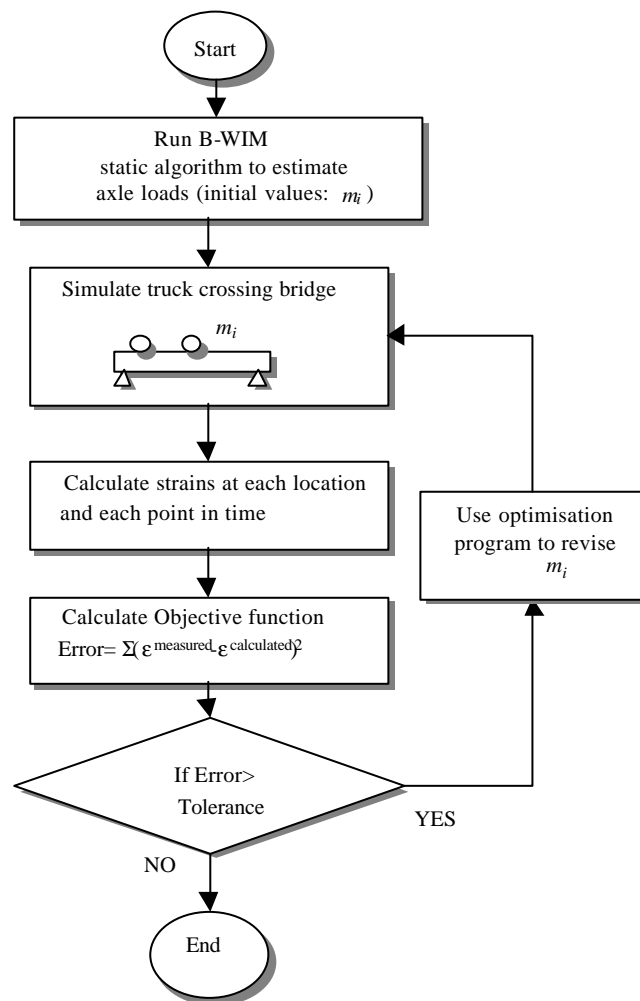 Start
Run B-WIM
static algorithm to estimate
axle loads (initial values: mi )
Simulate truck crossing bridge
mi
Calculate strains at each location
and each point in time
Use optimisation
program to revise
mi
Calculate Objective function
Error= Σ(εmeasured-εcalculated)2
If Error>
Tolerance
YES
NO
End